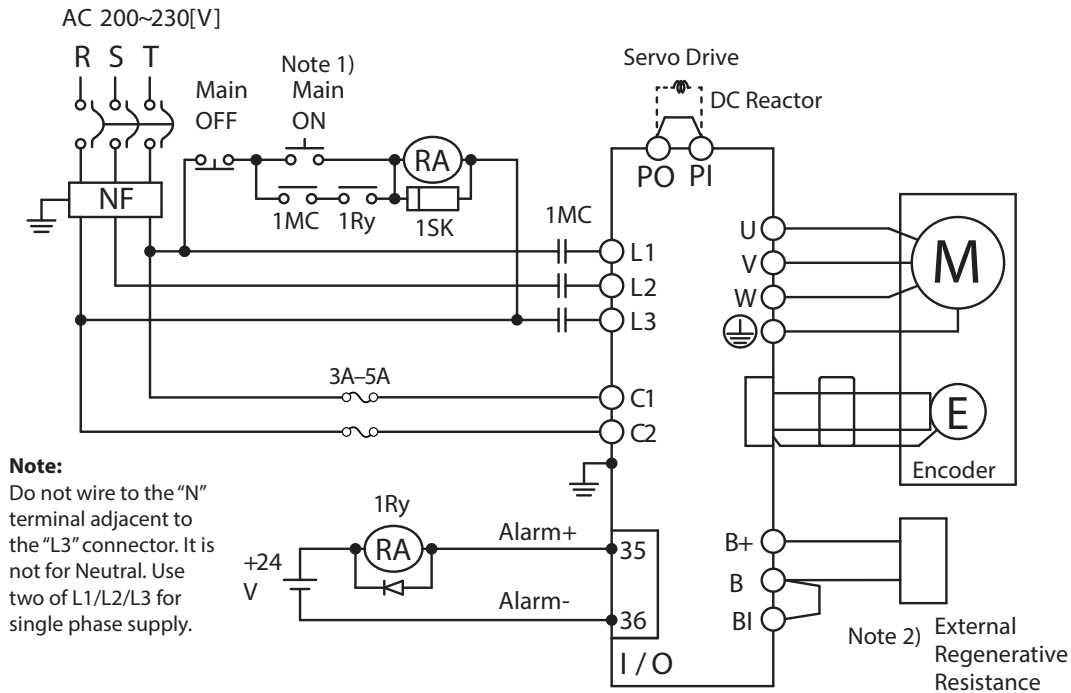 AC 200~230[V]
R S T
Note 1)
Main
OFF
Main
ON
RA
1MC
1Ry
1SK
NF
1MC
Servo Drive
DC Reactor
PO PI
L1
L2
L3
3A–5A
C1
C2
U
V
W
M
E
Encoder
Note:
Do not wire to the “N”
terminal adjacent to
the “L3” connector. It is
not for Neutral. Use
two of L1/L2/L3 for
single phase supply.
+24
V
1Ry
RA
Alarm+
Alarm-
35
36
I / O
B+
B
BI
Note 2)
External
Regenerative
Resistance